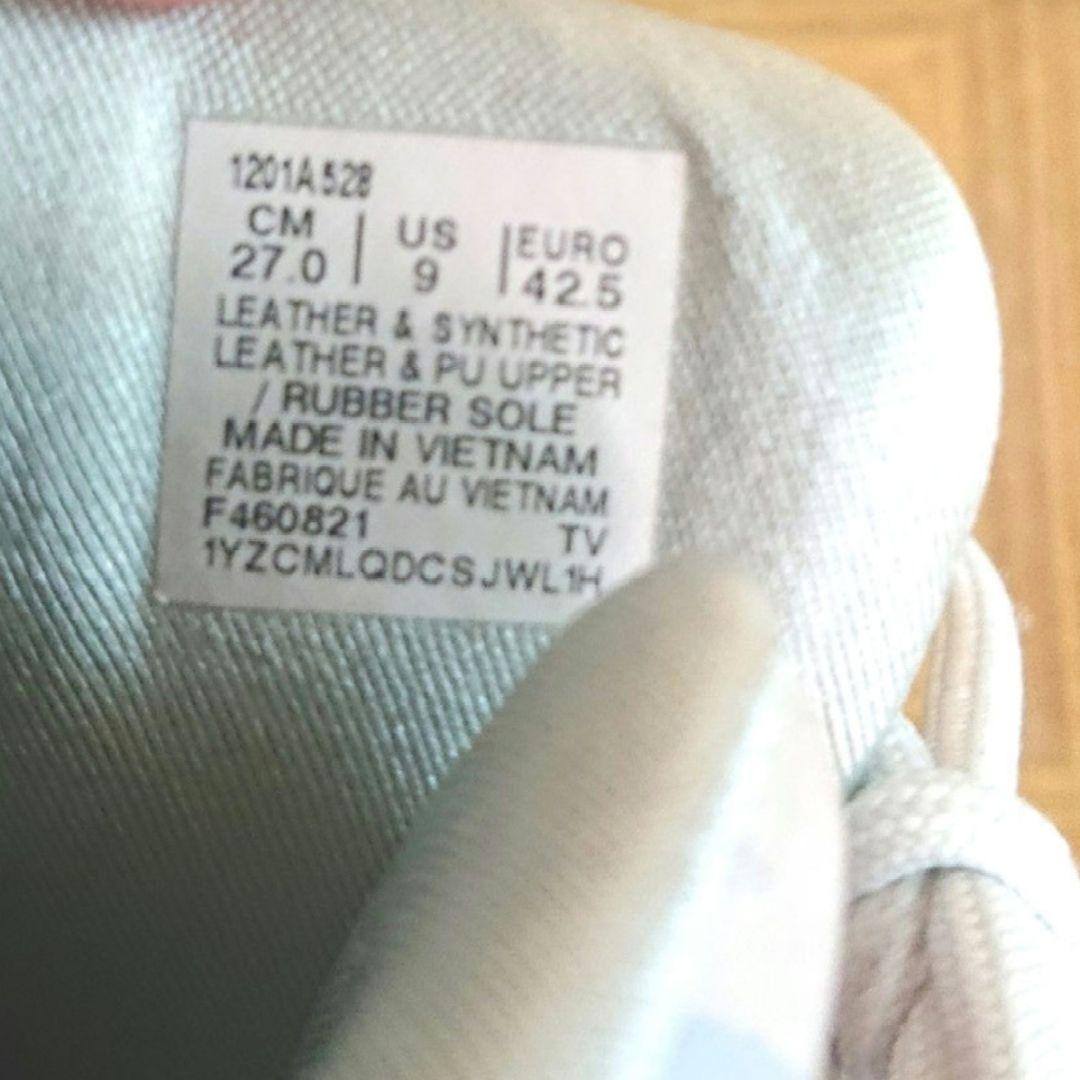 1201A528
CM | US | EURO
27.0 | 9 | 42.5
LEATHER & SYNTHETIC
LEATHER & PU UPPER
/ RUBBER SOLE
MADE IN VIETNAM
FABRIQUE AU VIETNAM
F460821 TV
1YZCMLQDCSJWL1H